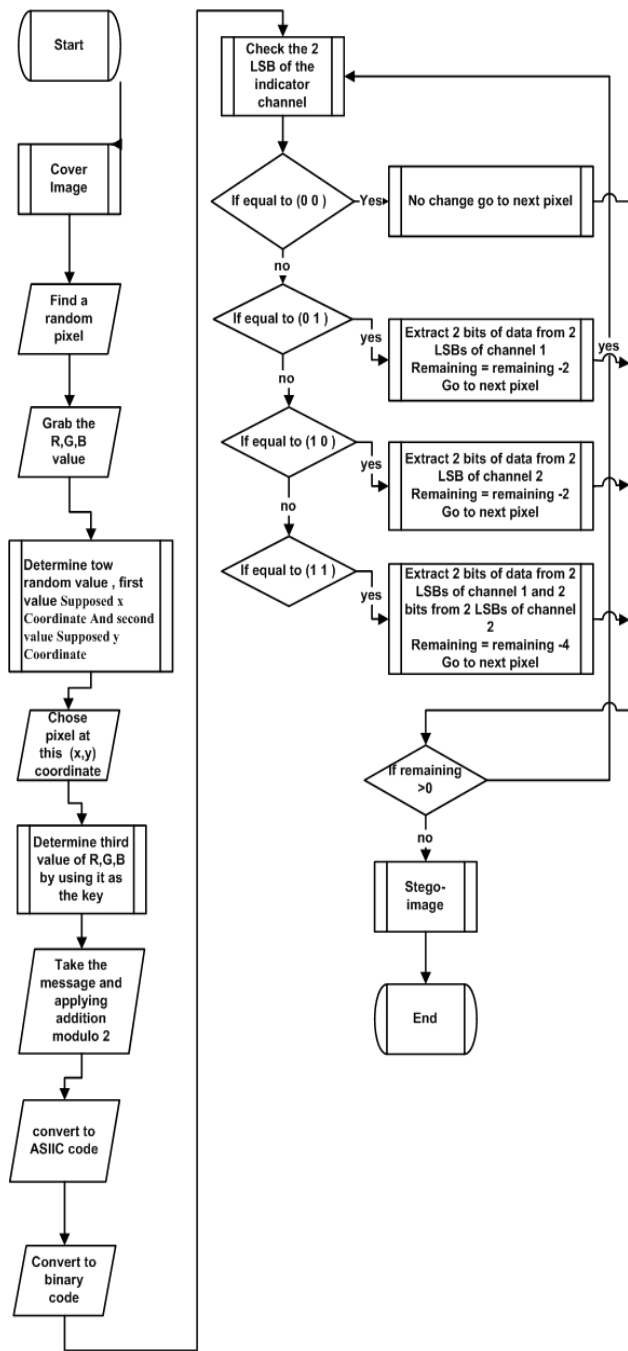 Start
Cover
Image
Find a
random
pixel
Grab the
R,G,B
value
Determine tow
random value , first
value Supposed x
Coordinate And second
value Supposed y
Coordinate
Chose
pixel at
this (x,y)
coordinate
Determine third
value of R,G,B
by using it as
the key
Take the
message and
applying
addition
modulo 2
convert to
ASIIC code
Convert to
binary
code
Check the 2
LSB of the
indicator
channel
If equal to (0 0 )
Yes
No change go to next pixel
no
If equal to (0 1 )
yes
Extract 2 bits of data from 2
LSBs of channel 1
Remaining = remaining -2
Go to next pixel
yes
no
If equal to (1 0 )
yes
Extract 2 bits of data from 2
LSB of channel 2
Remaining = remaining -2
Go to next pixel
no
If equal to (1 1 )
yes
Extract 2 bits of data from 2
LSBs of channel 1 and 2
bits from 2 LSBs of channel
2
Remaining = remaining -4
Go to next pixel
If remaining
>0
no
Stego-
image
End